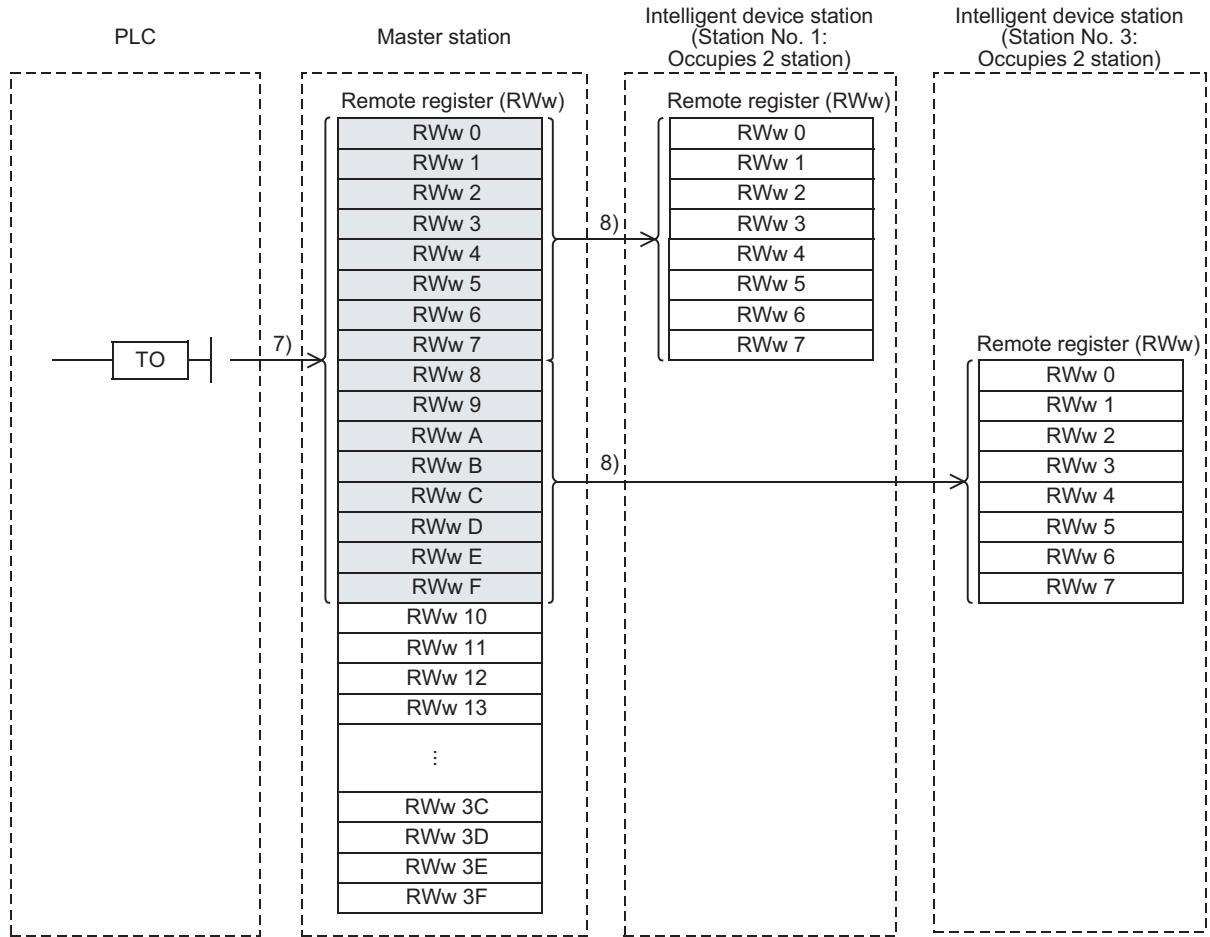 PLC
Master station
Intelligent device station
(Station No. 1:
Occupies 2 station)
Intelligent device station
(Station No. 3:
Occupies 2 station)
TO
7)
Remote register (RWw)
RWw 0
RWw 1
RWw 2
RWw 3
RWw 4
RWw 5
RWw 6
RWw 7
RWw 8
RWw 9
RWw A
RWw B
RWw C
RWw D
RWw E
RWw F
RWw 10
RWw 11
RWw 12
RWw 13
⋮
RWw 3C
RWw 3D
RWw 3E
RWw 3F
8)
8)
Remote register (RWw)
RWw 0
RWw 1
RWw 2
RWw 3
RWw 4
RWw 5
RWw 6
RWw 7
Remote register (RWw)
RWw 0
RWw 1
RWw 2
RWw 3
RWw 4
RWw 5
RWw 6
RWw 7